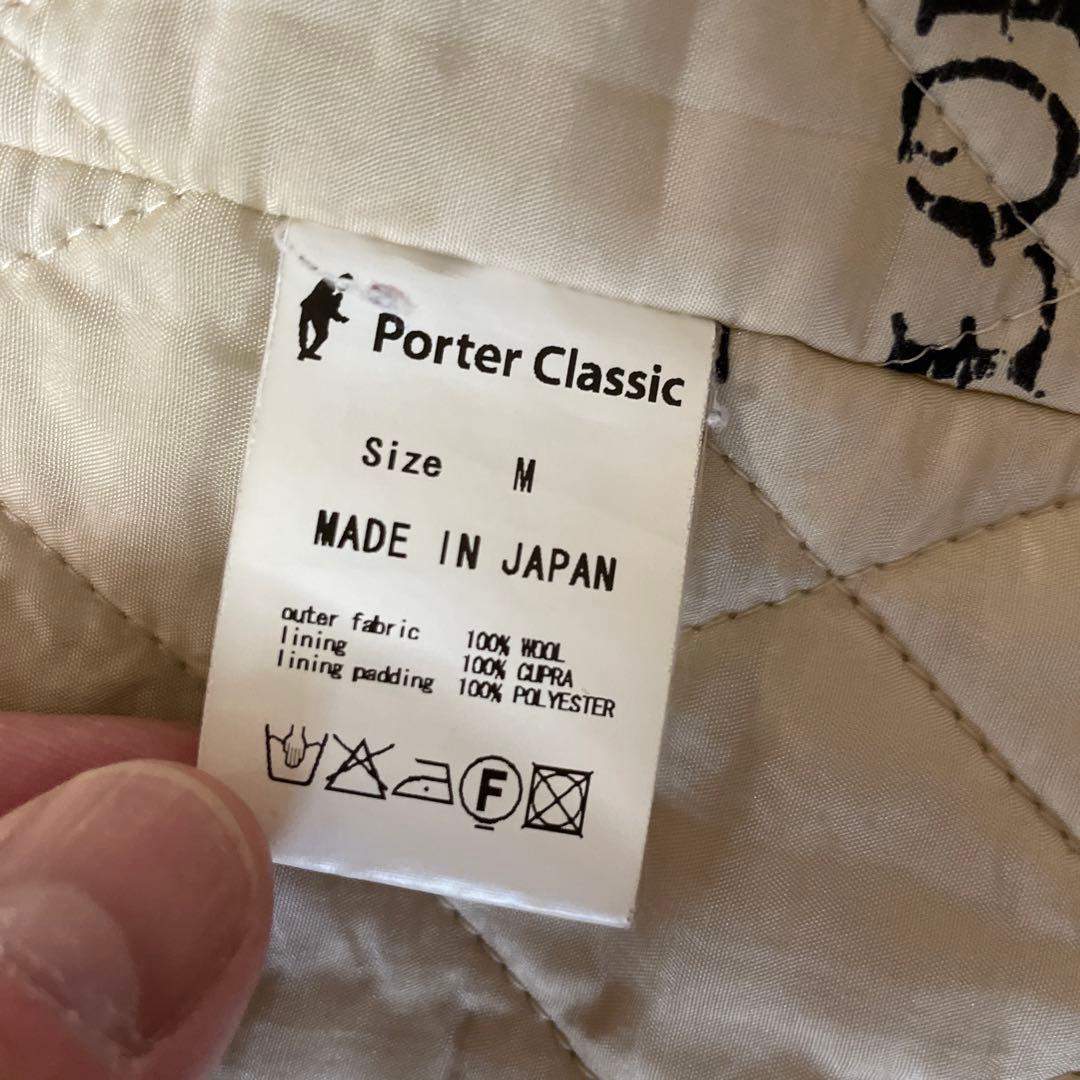 Porter Classic
Size M
MADE IN JAPAN
outer fabric 100% WOOL
lining 100% CUPRA
lining padding 100% POLYESTER
F